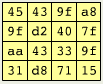 45 43 9f a8
9f d2 40 7f
aa 43 33 9f
31 d8 71 15